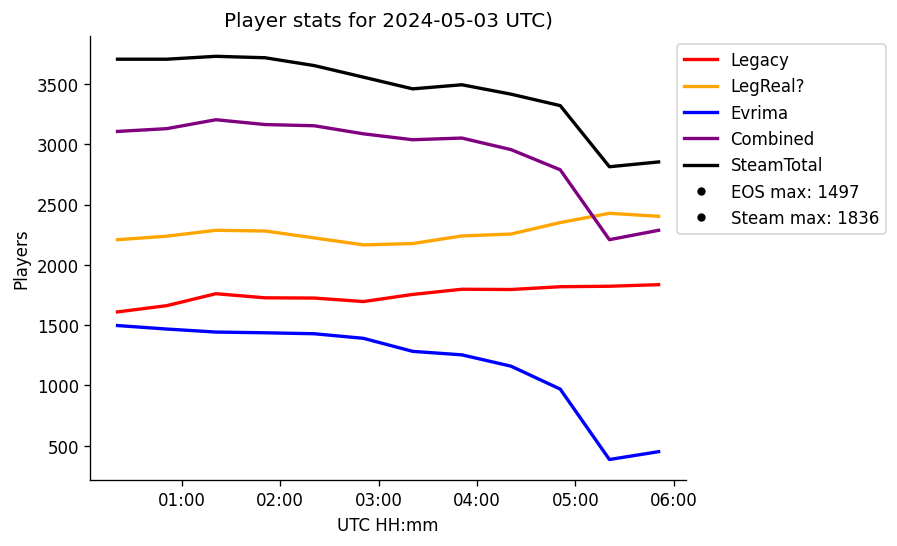 Player stats for 2024-05-03 UTC)
Players
3500
3000
2500
2000
1500
1000
500
01:00 02:00 03:00 04:00 05:00 06:00
UTC HH:mm
Legacy
LegReal?
Evrima
Combined
SteamTotal
EOS max: 1497
Steam max: 1836